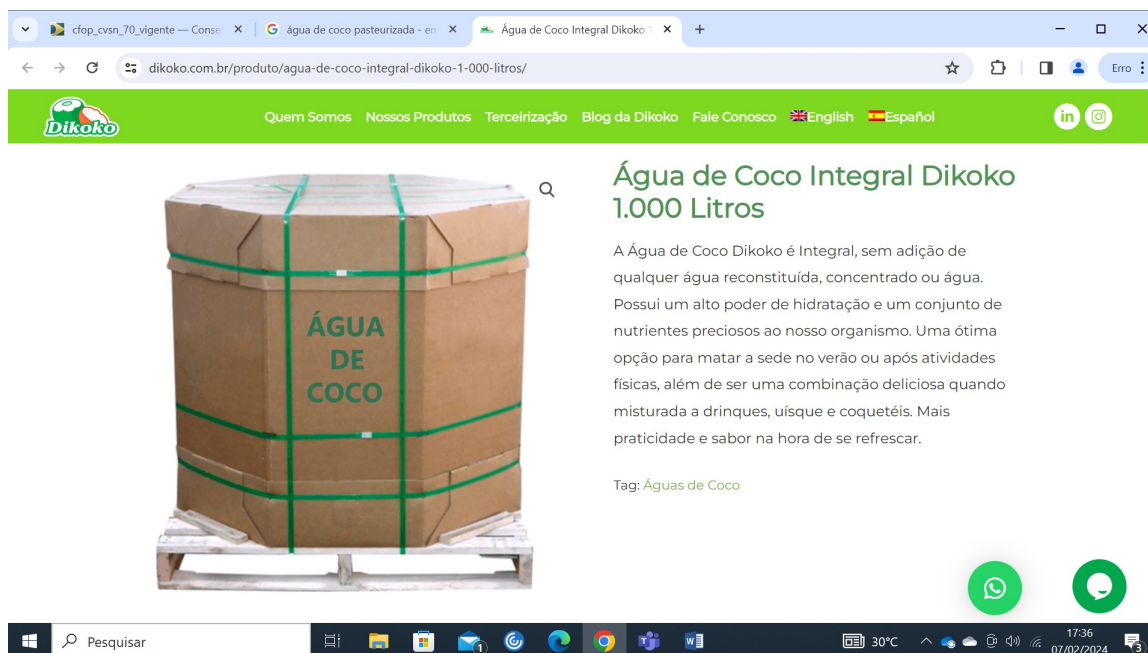 cfop_cvsn_70_vigente — Conse
água de coco pasteurizada - em
Água de Coco Integral Dikoko 1
dikoko.com.br/produto/agua-de-coco-integral-dikoko-1-000-litros/
Erro
Dikoko
Quem Somos Nossos Produtos Terceirização Blog da Dikoko Fale Conosco English Español
in
ÁGUA
DE
COCO
Água de Coco Integral Dikoko
1.000 Litros
A Água de Coco Dikoko é Integral, sem adição de
qualquer água reconstituída, concentrado ou água.
Possui um alto poder de hidratação e um conjunto de
nutrientes preciosos ao nosso organismo. Uma ótima
opção para matar a sede no verão ou após atividades
físicas, além de ser uma combinação deliciosa quando
misturada a drinques, uísque e coquetéis. Mais
praticidade e sabor na hora de se refrescar.
Tag: Águas de Coco
Pesquisar
30°C
17:36
07/02/2024